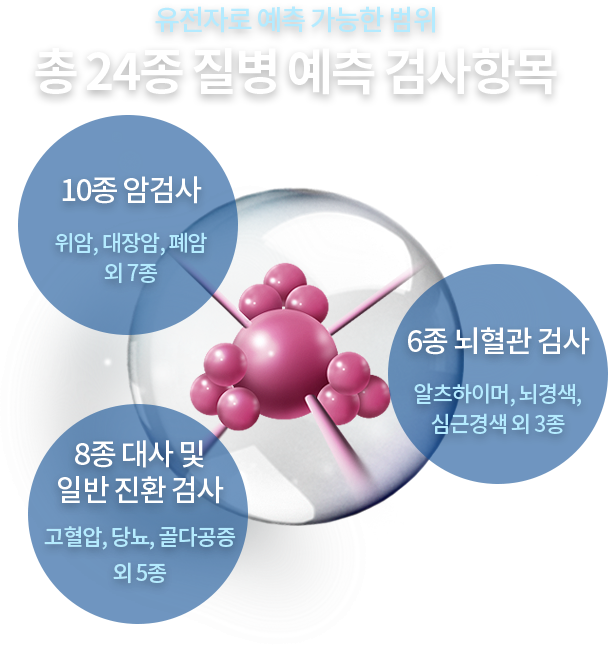 유전자로 예측 가능한 범위
총 24종 질병 예측 검사항목
10종 암검사
위암, 대장암, 폐암
외 7종
6종 뇌혈관 검사
알츠하이머, 뇌경색,
심근경색 외 3종
8종 대사 및
일반 진환 검사
고혈압, 당뇨, 골다공증
외 5종